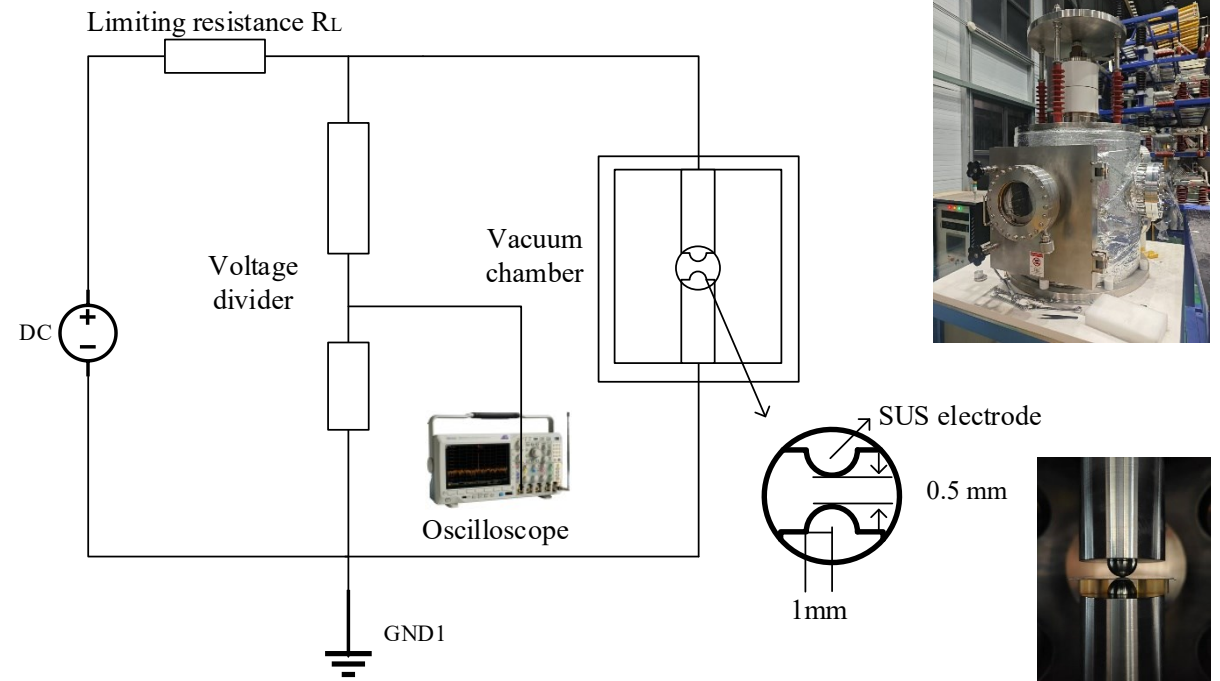 Limiting resistance RL
Vacuum
chamber
Voltage
divider
DC
SUS electrode
0.5 mm
Oscilloscope
1mm
GND1